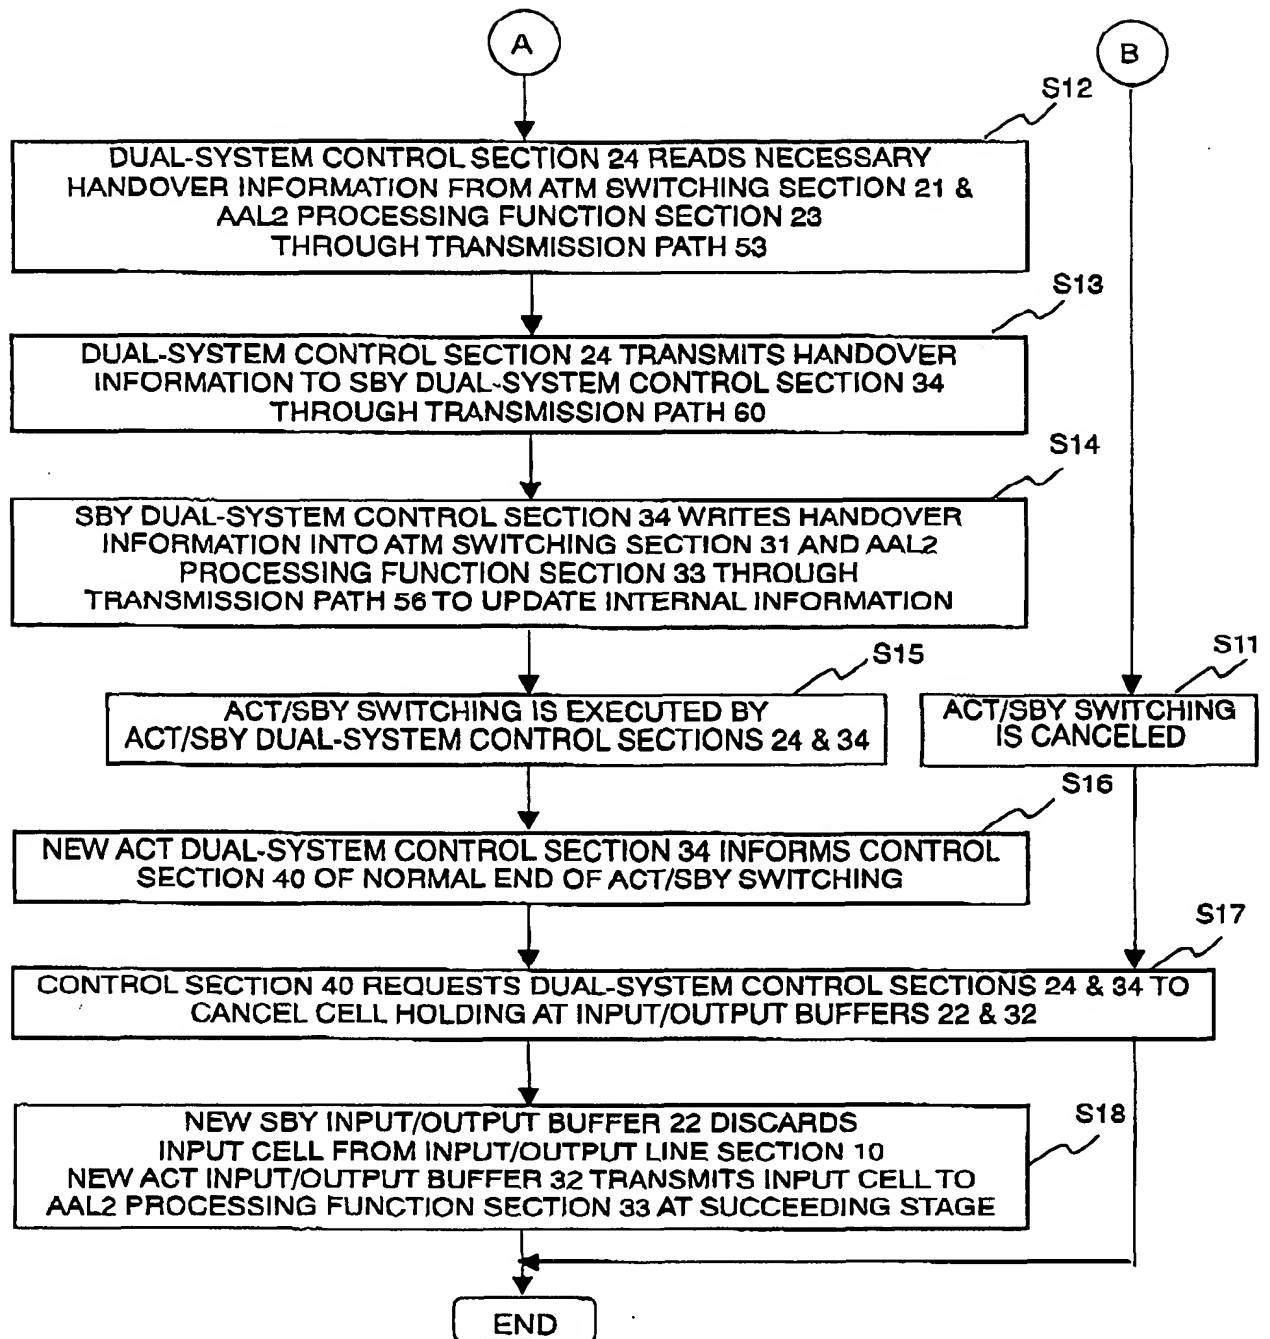 A
B
S12
DUAL-SYSTEM CONTROL SECTION 24 READS NECESSARY
HANDOVER INFORMATION FROM ATM SWITCHING SECTION 21 &
AAL2 PROCESSING FUNCTION SECTION 23
THROUGH TRANSMISSION PATH 53
S13
DUAL-SYSTEM CONTROL SECTION 24 TRANSMITS HANDOVER
INFORMATION TO SBY DUAL-SYSTEM CONTROL SECTION 34
THROUGH TRANSMISSION PATH 60
S14
SBY DUAL-SYSTEM CONTROL SECTION 34 WRITES HANDOVER
INFORMATION INTO ATM SWITCHING SECTION 31 AND AAL2
PROCESSING FUNCTION SECTION 33 THROUGH
TRANSMISSION PATH 56 TO UPDATE INTERNAL INFORMATION
S15
ACT/SBY SWITCHING IS EXECUTED BY
ACT/SBY DUAL-SYSTEM CONTROL SECTIONS 24 & 34
S11
ACT/SBY SWITCHING
IS CANCELED
S16
NEW ACT DUAL-SYSTEM CONTROL SECTION 34 INFORMS CONTROL
SECTION 40 OF NORMAL END OF ACT/SBY SWITCHING
S17
CONTROL SECTION 40 REQUESTS DUAL-SYSTEM CONTROL SECTIONS 24 & 34 TO
CANCEL CELL HOLDING AT INPUT/OUTPUT BUFFERS 22 & 32
S18
NEW SBY INPUT/OUTPUT BUFFER 22 DISCARDS
INPUT CELL FROM INPUT/OUTPUT LINE SECTION 10
NEW ACT INPUT/OUTPUT BUFFER 32 TRANSMITS INPUT CELL TO
AAL2 PROCESSING FUNCTION SECTION 33 AT SUCCEEDING STAGE
END